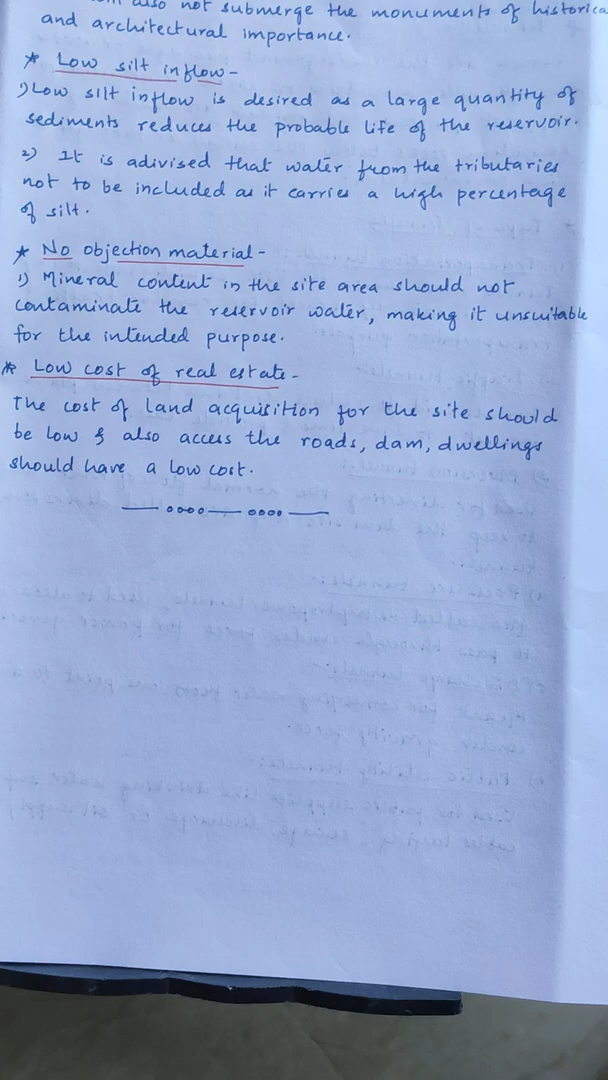 also not submerge the monuments of historica
and architectural importance.
* Low silt inflow -
1) Low silt inflow is desired as a large quantity of
sediments reduces the probable life of the reservoir.
2) It is adivised that water from the tributaries
not to be included as it carries a high percentage
of silt.
* No objection material -
1) Mineral content in the site area should not
contaminate the reservoir water, making it unsuitable
for the intended purpose.
* Low cost of real estate -
The cost of land acquisition for the site should
be low & also access the roads, dam, dwellings
should have a low cost.
— oooo — oooo —